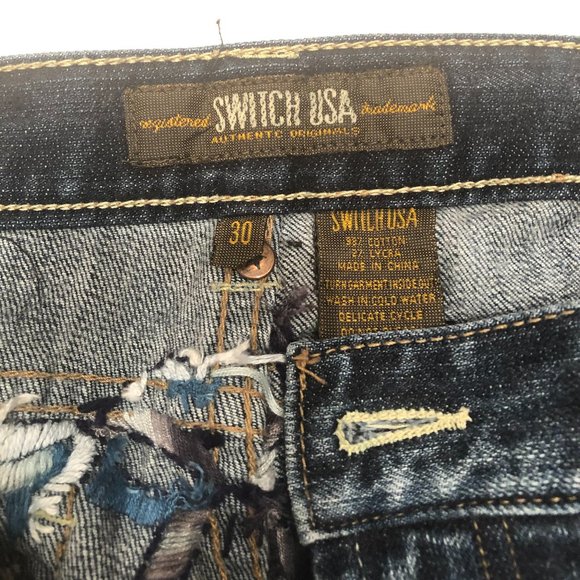 registered SWITCH USA trademark
AUTHENTIC ORIGINALS
30
SWITCH USA
98% COTTON
2% LYCRA
MADE IN CHINA
TURN GARMENT INSIDE OUT
WASH IN COLD WATER
DELICATE CYCLE